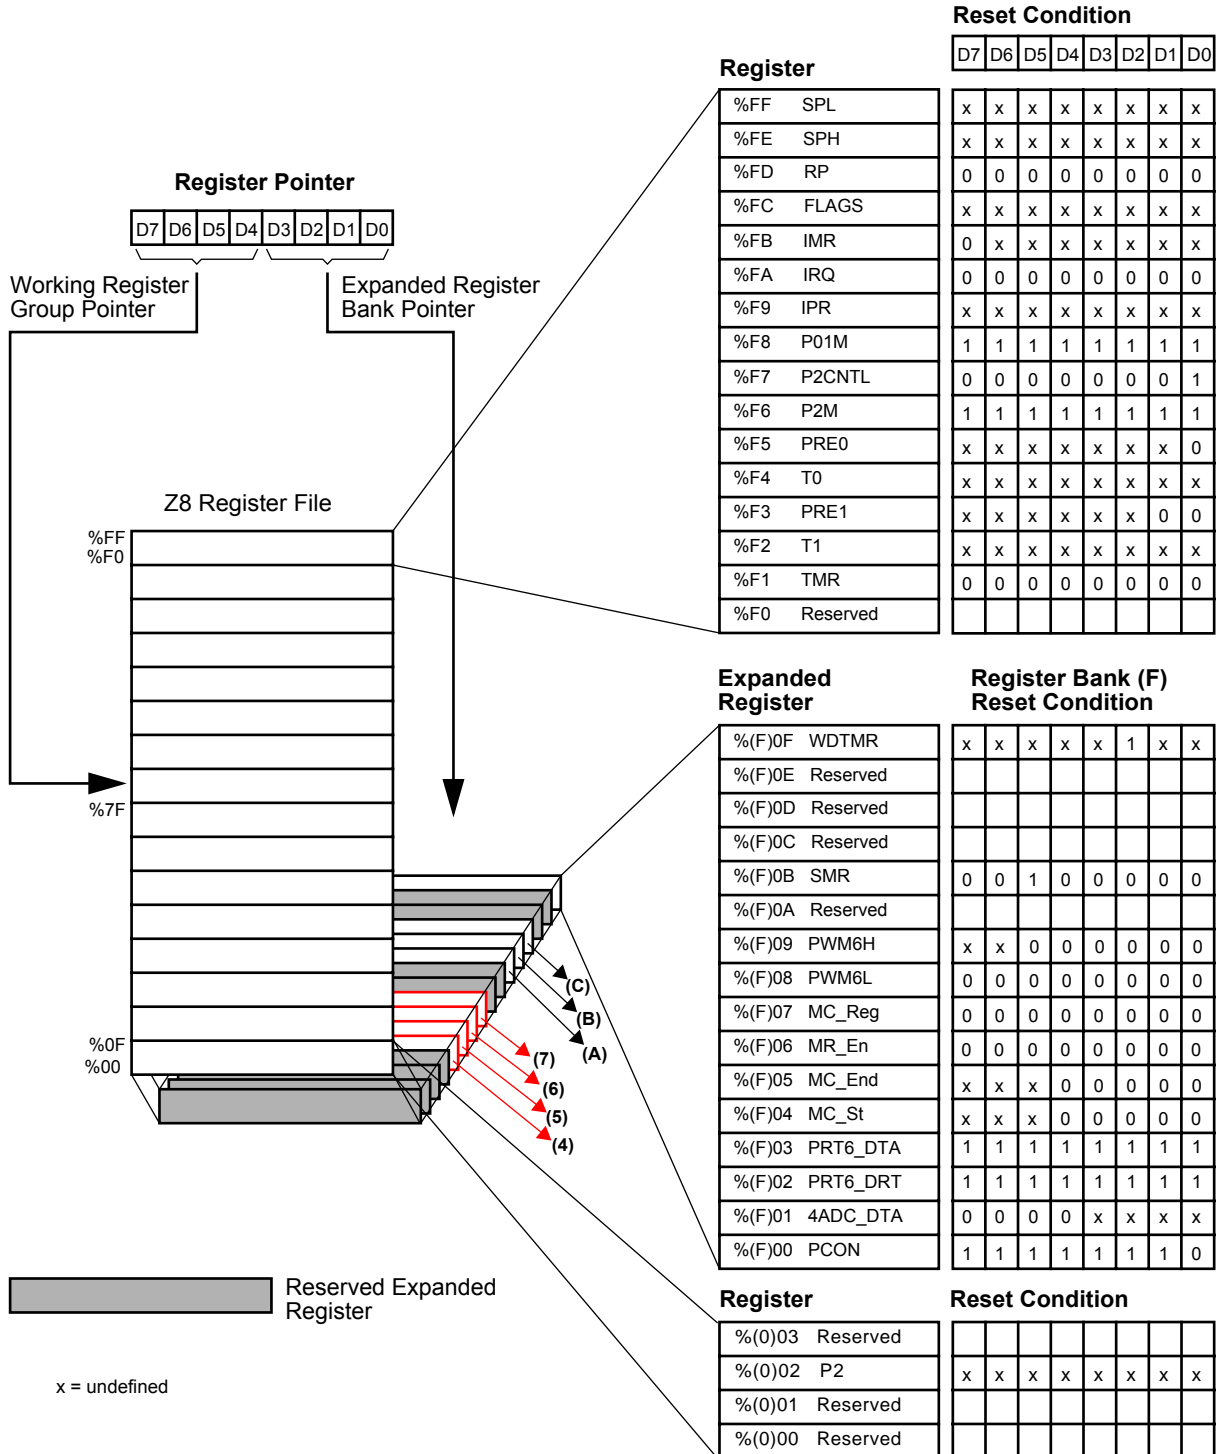 Reset Condition
D7 D6 D5 D4 D3 D2 D1 D0
Register
%FF SPL x x x x x x x x
%FE SPH x x x x x x x x
%FD RP 0 0 0 0 0 0 0 0
%FC FLAGS x x x x x x x x
%FB IMR 0 x x x x x x x
%FA IRQ 0 0 0 0 0 0 0 0
%F9 IPR x x x x x x x x
%F8 P01M 1 1 1 1 1 1 1 1
%F7 P2CNTL 0 0 0 0 0 0 0 1
%F6 P2M 1 1 1 1 1 1 1 1
%F5 PRE0 x x x x x x x 0
%F4 T0 x x x x x x x x
%F3 PRE1 x x x x x x 0 0
%F2 T1 x x x x x x x x
%F1 TMR 0 0 0 0 0 0 0 0
%F0 Reserved
Register Pointer
D7 D6 D5 D4 D3 D2 D1 D0
Working Register
Group Pointer
Expanded Register
Bank Pointer
Z8 Register File
%FF
%F0
%7F
%0F
%00
(C)
(B)
(A)
(7)
(6)
(5)
(4)
Expanded
Register
Register Bank (F)
Reset Condition
%(F)0F WDTMR x x x x x 1 x x
%(F)0E Reserved
%(F)0D Reserved
%(F)0C Reserved
%(F)0B SMR 0 0 1 0 0 0 0 0
%(F)0A Reserved
%(F)09 PWM6H x x 0 0 0 0 0 0
%(F)08 PWM6L 0 0 0 0 0 0 0 0
%(F)07 MC_Reg 0 0 0 0 0 0 0 0
%(F)06 MR_En 0 0 0 0 0 0 0 0
%(F)05 MC_End x x x 0 0 0 0 0
%(F)04 MC_St x x x 0 0 0 0 0
%(F)03 PRT6_DTA 1 1 1 1 1 1 1 1
%(F)02 PRT6_DRT 1 1 1 1 1 1 1 1
%(F)01 4ADC_DTA 0 0 0 0 x x x x
%(F)00 PCON 1 1 1 1 1 1 1 0
Reserved Expanded
Register
x = undefined
Register
Reset Condition
%(0)03 Reserved
%(0)02 P2 x x x x x x x x
%(0)01 Reserved
%(0)00 Reserved